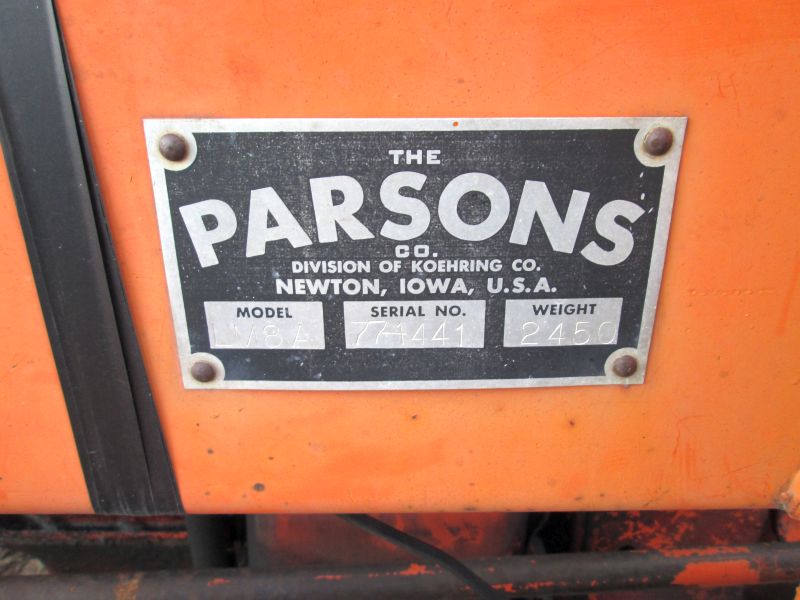 THE
PARSONS
CO.
DIVISION OF KOEHRING CO.
NEWTON, IOWA, U.S.A.
MODEL SERIAL NO. WEIGHT
774441 2450